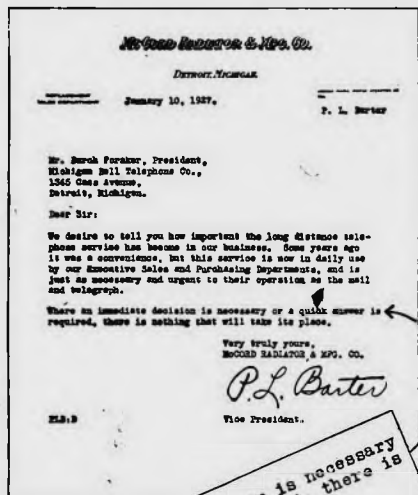 McCord Radiator & Mfg. Co.
Detroit, Michigan
January 10, 1927.
P. L. Barter
Mr. Burch Foraker, President,
Michigan Bell Telephone Co.,
1365 Cass Avenue,
Detroit, Michigan.
Dear Sir:
We desire to tell you how important the long distance tele-
phone service has become in our business. Some years ago
it was a convenience, but this service is now in daily use
by our Executive Sales and Purchasing Departments, and is
just as necessary and urgent to their operation as the mail
and telegraph.
Where an immediate decision is necessary or a quick answer is
required, there is nothing that will take its place.
Very truly yours,
McCORD RADIATOR & MFG. CO.
P.L. Barter
PLB:B
Vice President.
is necessary
there is